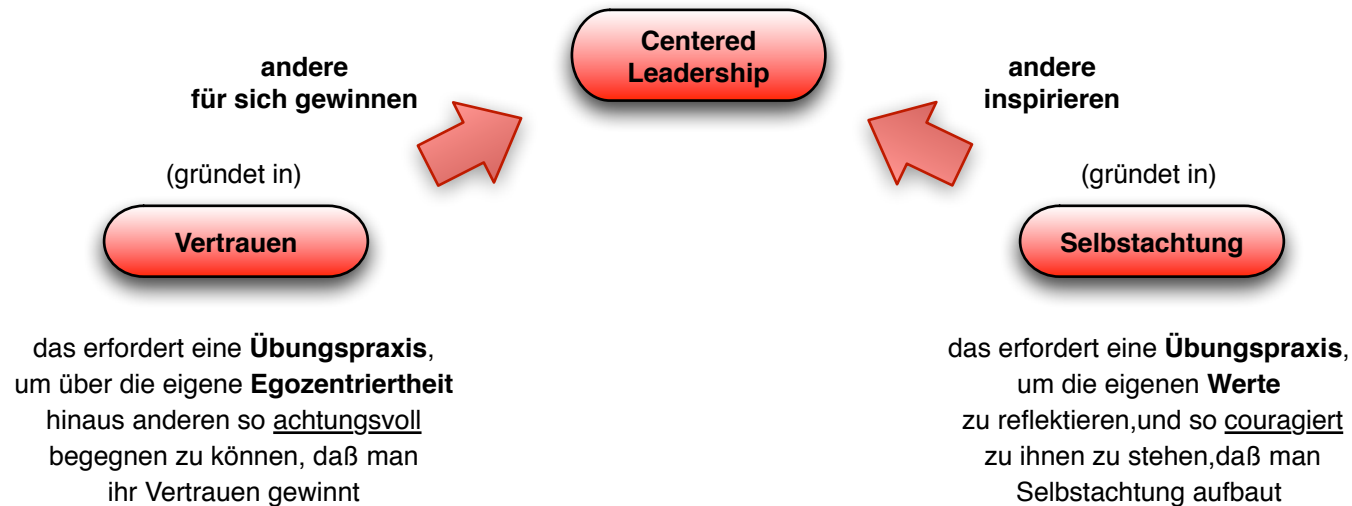 Centered
Leadership
andere
für sich gewinnen
(gründet in)
Vertrauen
das erfordert eine Übungspraxis,
um über die eigene Egozentriertheit
hinaus anderen so achtungsvoll
begegnen zu können, daß man
ihr Vertrauen gewinnt
andere
inspirieren
(gründet in)
Selbstachtung
das erfordert eine Übungspraxis,
um die eigenen Werte
zu reflektieren,und so couragiert
zu ihnen zu stehen,daß man
Selbstachtung aufbaut